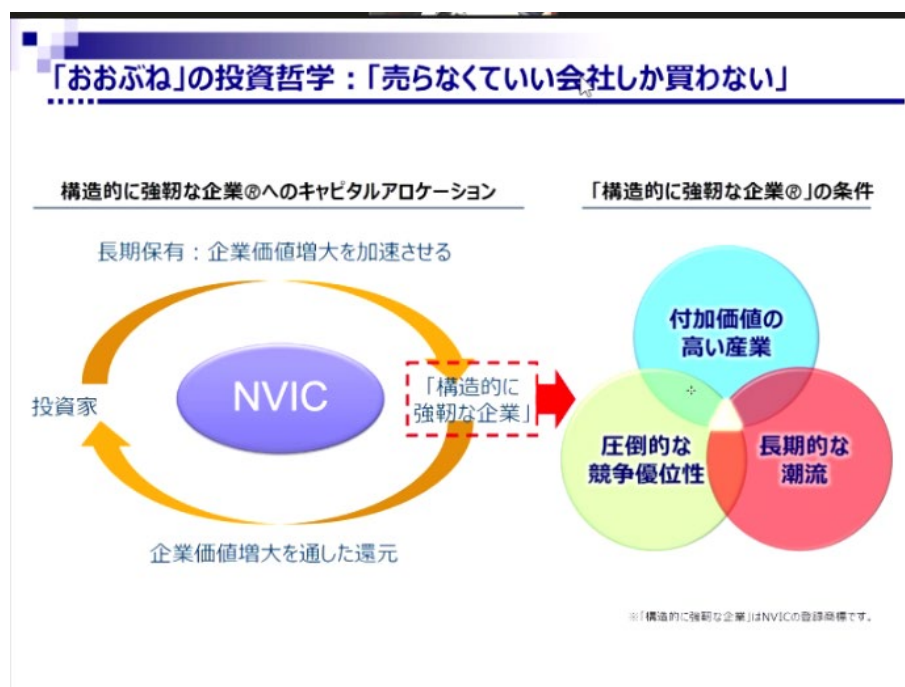 「おおぶね」の投資哲学：「売らなくていい会社しか買わない」
構造的に強靭な企業®へのキャピタルアロケーション
長期保有：企業価値増大を加速させる
投資家
NVIC
「構造的に
強靭な企業」
企業価値増大を通した還元
「構造的に強靭な企業®」の条件
付加価値の
高い産業
圧倒的な
競争優位性
長期的な
潮流
※「構造的に強靭な企業」はNVICの登録商標です。